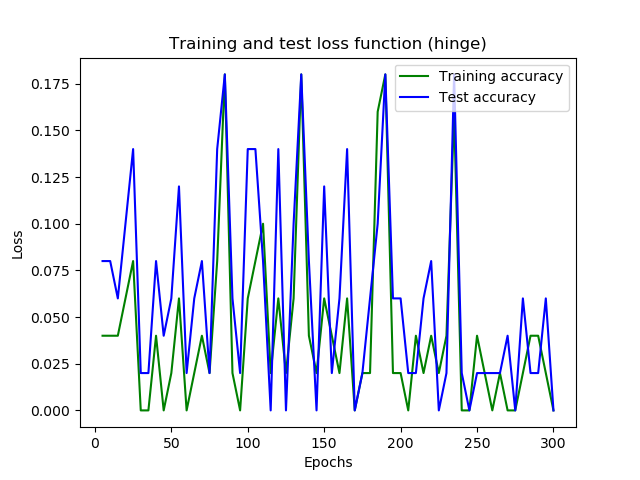 Training and test loss function (hinge)
Training accuracy
Test accuracy
0.175
0.150
0.125
0.100
0.075
0.050
0.025
0.000
Loss
0 50 100 150 200 250 300
Epochs